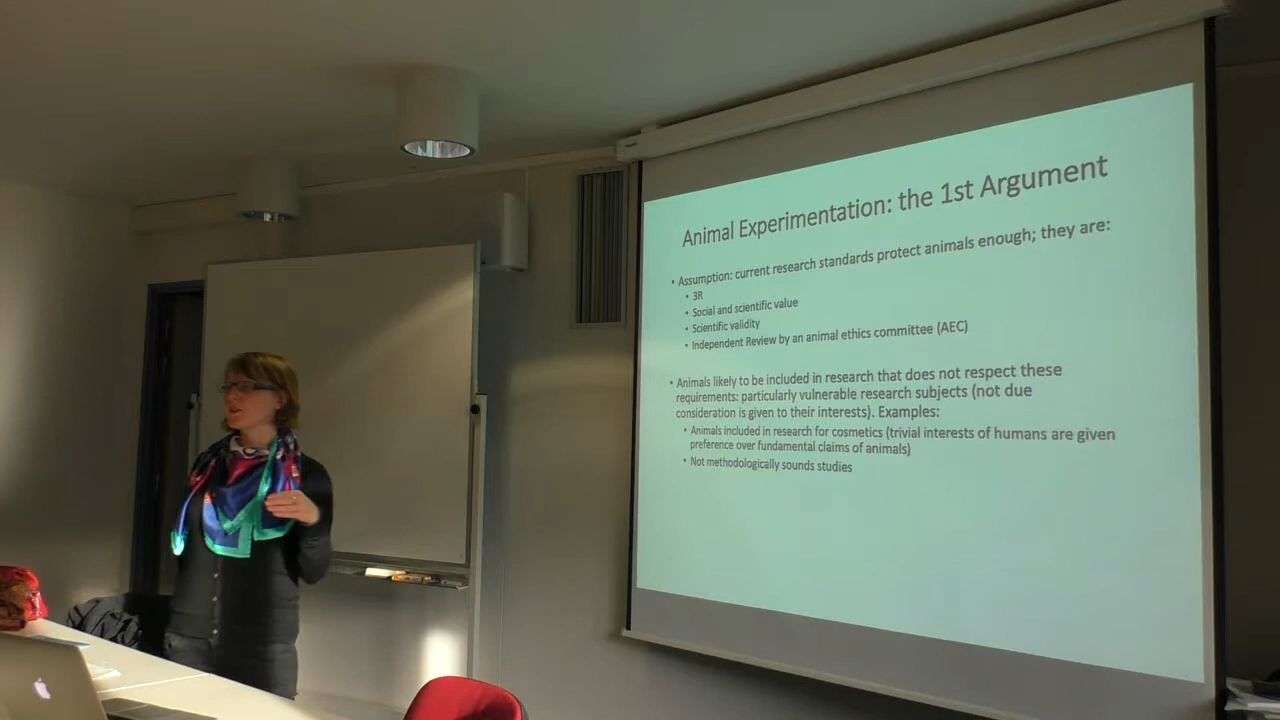 Animal Experimentation: the 1st Argument
• Assumption: current research standards protect animals enough; they are:
• 3R
• Social and scientific value
• Scientific validity
• Independent Review by an animal ethics committee (AEC)
• Animals likely to be included in research that does not respect these
requirements: particularly vulnerable research subjects (not due
consideration is given to their interests). Examples:
• Animals included in research for cosmetics (trivial interests of humans are given
preference over fundamental claims of animals)
• Not methodologically sound studies